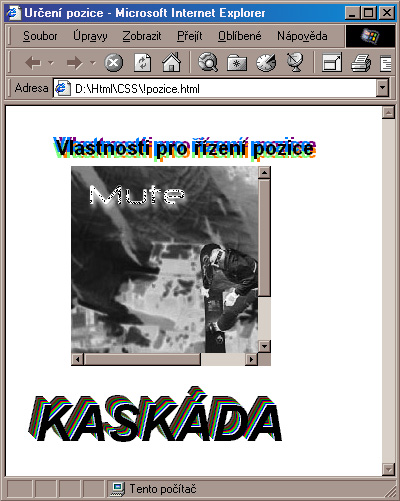 Určení pozice - Microsoft Internet Explorer
Soubor Úpravy Zobrazit Přejít Oblíbené Nápověda
Adresa D:\Html\CSS\!pozice.html
Vlastnosti pro řízení pozice
Mute
KASKÁDA
Tento počítač